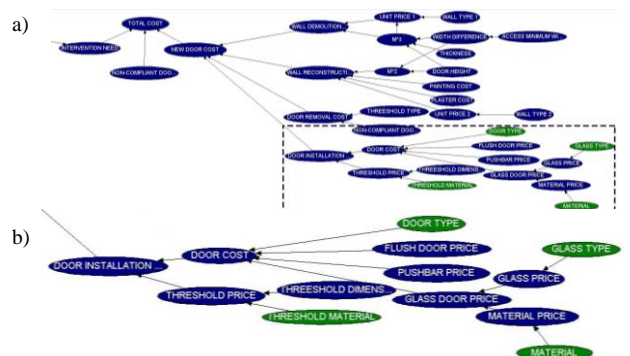 a)
TOTAL COST
INTERVENTION NEED
NON-COMPLIANT DOO...
NEW DOOR COST
WALL DEMOLITION...
UNIT PRICE 1
WALL TYPE 1
M^3
WIDTH DIFFERENCE
ACCESS MINIMUM WI...
THICKNESS
WALL RECONSTRUCTI...
M^2
DOOR HEIGHT
PAINTING COST
PLASTER COST
UNIT PRICE 2
WALL TYPE 2
DOOR REMOVAL COST
THREESHOLD TYPE
NON-COMPLIANT DOO...
DOOR INSTALLATION...
DOOR COST
DOOR TYPE
FLUSH DOOR PRICE
PUSHBAR PRICE
GLASS TYPE
GLASS PRICE
THRESHOLD PRICE
THREESHOLD DIMENS...
GLASS DOOR PRICE
THRESHOLD MATERIAL
MATERIAL PRICE
MATERIAL
b)
DOOR TYPE
DOOR COST
FLUSH DOOR PRICE
GLASS TYPE
DOOR INSTALLATION ...
PUSHBAR PRICE
GLASS PRICE
THRESHOLD PRICE
THREESHOLD DIMENS...
GLASS DOOR PRICE
THRESHOLD MATERIAL
MATERIAL PRICE
MATERIAL